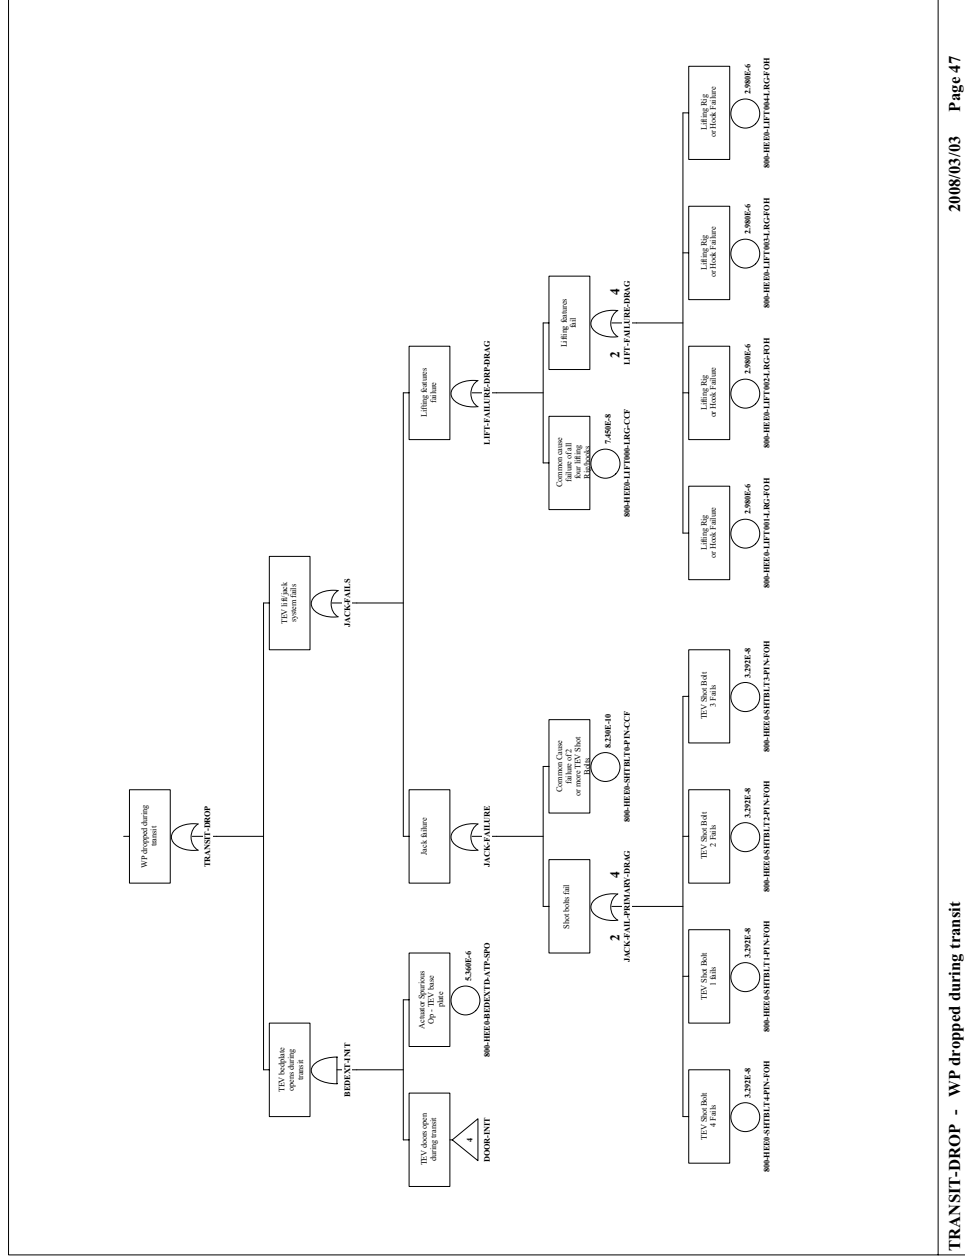 WP dropped during
transit
TRANSIT-DROP
TEV bedplate
opens during
transit
BEDEXT-INIT
TEV lift/jack
system fails
JACK-FAILS
TEV doors open
during transit
4
DOOR-INIT
Actuator Spurious
Op - TEV base
plate
5.360E-6
800-HEE0-BEDEXTD-ATP-SPO
Jack failure
JACK-FAILURE
Lifting features
failure
LIFT-FAILURE-DRP-DRAG
Shot bolts fail
2 4
JACK-FAIL-PRIMARY-DRAG
Common Cause
failure of 2
or more TEV Shot
Bolts
8.230E-10
800-HEE0-SHTBLT0-PIN-CCF
Common cause
failure of all
four lifting
Rig/hooks
7.450E-8
800-HEE0-LIFT000-LRG-CCF
Lifting features
fail
2 4
LIFT-FAILURE-DRAG
TEV Shot Bolt
4 Fails
3.292E-8
800-HEE0-SHTBLT4-PIN-FOH
TEV Shot Bolt
1 fails
3.292E-8
800-HEE0-SHTBLT1-PIN-FOH
TEV Shot Bolt
2 Fails
3.292E-8
800-HEE0-SHTBLT2-PIN-FOH
TEV Shot Bolt
3 Fails
3.292E-8
800-HEE0-SHTBLT3-PIN-FOH
Lifting Rig
or Hook Failure
2.980E-6
800-HEE0-LIFT001-LRG-FOH
Lifting Rig
or Hook Failure
2.980E-6
800-HEE0-LIFT002-LRG-FOH
Lifting Rig
or Hook Failure
2.980E-6
800-HEE0-LIFT003-LRG-FOH
Lifting Rig
or Hook Failure
2.980E-6
800-HEE0-LIFT004-LRG-FOH
TRANSIT-DROP - WP dropped during transit 2008/03/03 Page 47